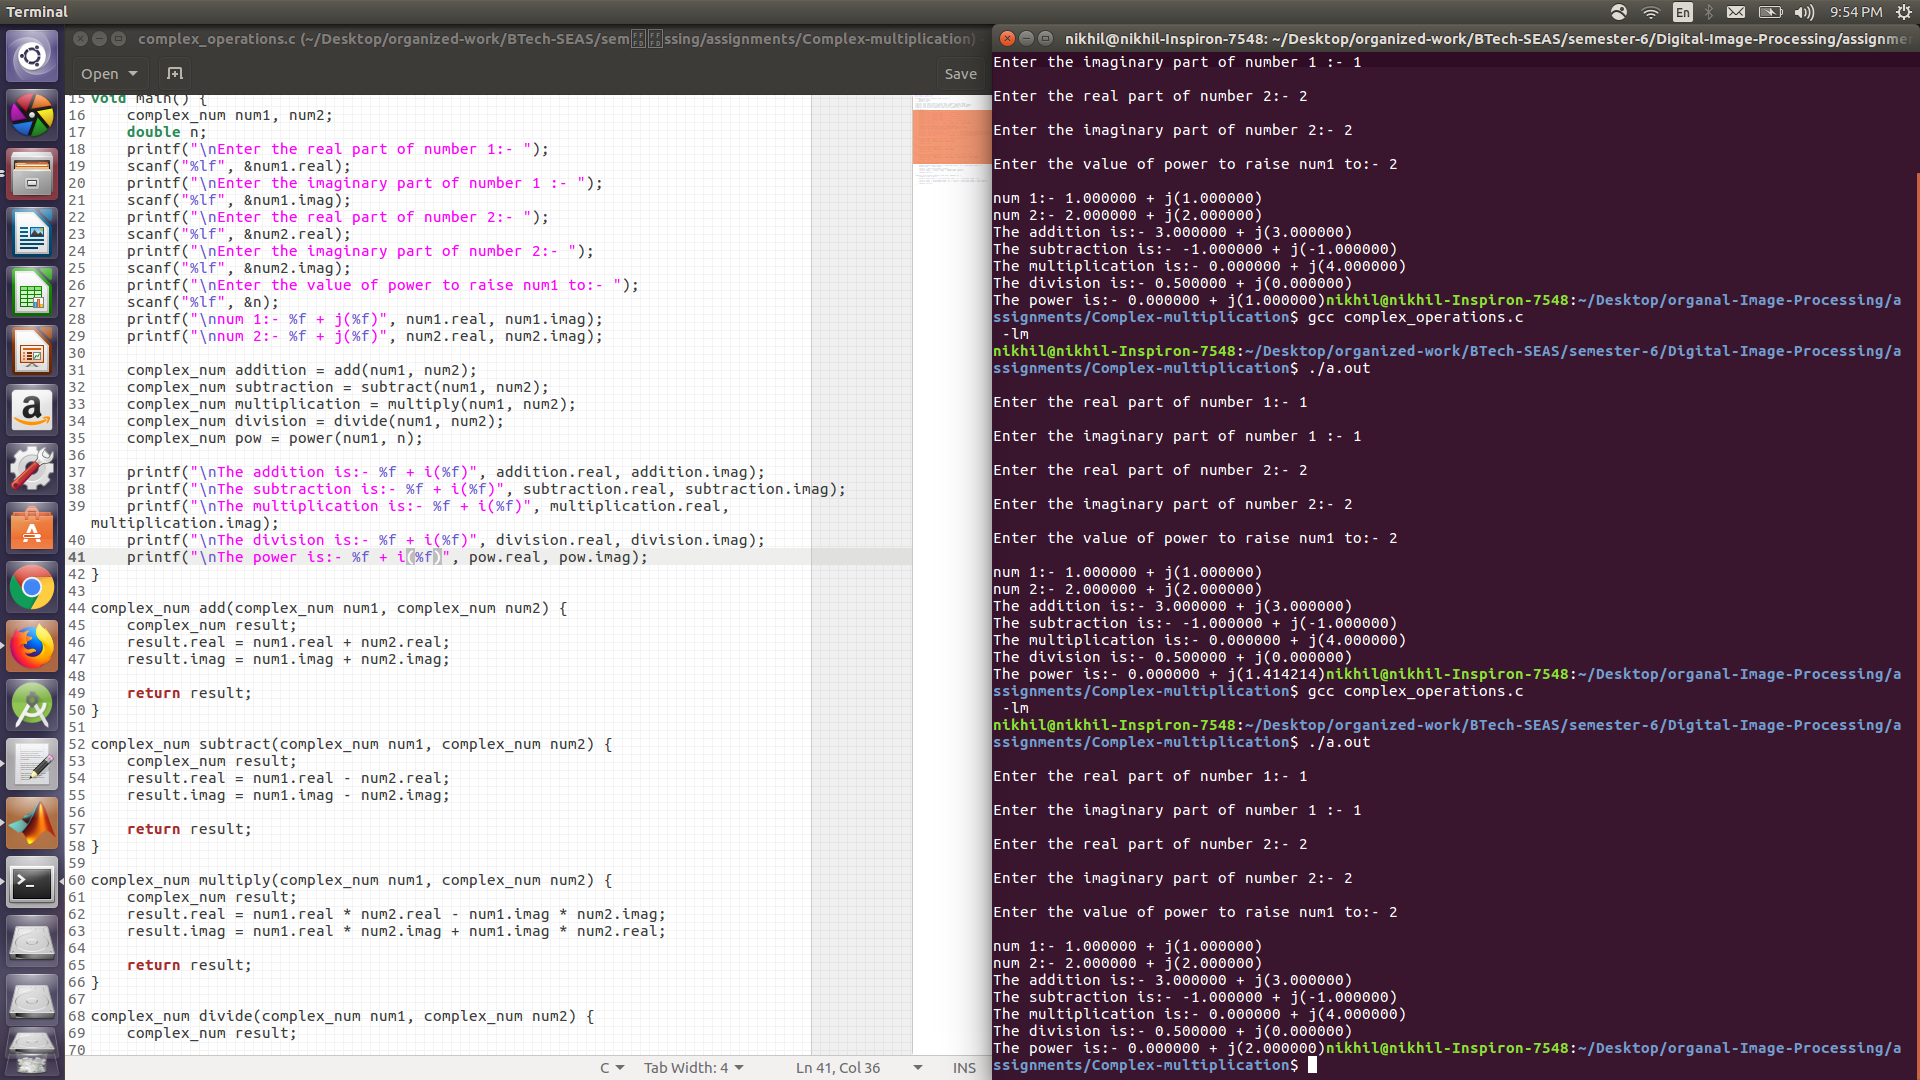 Terminal
En
9:54 PM
complex_operations.c (~/Desktop/organized-work/BTech-SEAS/sem ssing/assignments/Complex-multiplication)
Open
Save
15 void main() {
16 complex_num num1, num2;
17 double n;
18 printf("\nEnter the real part of number 1:- ");
19 scanf("%lf", &num1.real);
20 printf("\nEnter the imaginary part of number 1 :- ");
21 scanf("%lf", &num1.imag);
22 printf("\nEnter the real part of number 2:- ");
23 scanf("%lf", &num2.real);
24 printf("\nEnter the imaginary part of number 2:- ");
25 scanf("%lf", &num2.imag);
26 printf("\nEnter the value of power to raise num1 to:- ");
27 scanf("%lf", &n);
28 printf("\nnum 1:- %f + j(%f)", num1.real, num1.imag);
29 printf("\nnum 2:- %f + j(%f)", num2.real, num2.imag);
30
31 complex_num addition = add(num1, num2);
32 complex_num subtraction = subtract(num1, num2);
33 complex_num multiplication = multiply(num1, num2);
34 complex_num division = divide(num1, num2);
35 complex_num pow = power(num1, n);
36
37 printf("\nThe addition is:- %f + i(%f)", addition.real, addition.imag);
38 printf("\nThe subtraction is:- %f + i(%f)", subtraction.real, subtraction.imag);
39 printf("\nThe multiplication is:- %f + i(%f)", multiplication.real,
multiplication.imag);
40 printf("\nThe division is:- %f + i(%f)", division.real, division.imag);
41 printf("\nThe power is:- %f + i(%f)", pow.real, pow.imag);
42 }
43
44 complex_num add(complex_num num1, complex_num num2) {
45 complex_num result;
46 result.real = num1.real + num2.real;
47 result.imag = num1.imag + num2.imag;
48
49 return result;
50 }
51
52 complex_num subtract(complex_num num1, complex_num num2) {
53 complex_num result;
54 result.real = num1.real - num2.real;
55 result.imag = num1.imag - num2.imag;
56
57 return result;
58 }
59
60 complex_num multiply(complex_num num1, complex_num num2) {
61 complex_num result;
62 result.real = num1.real * num2.real - num1.imag * num2.imag;
63 result.imag = num1.real * num2.imag + num1.imag * num2.real;
64
65 return result;
66 }
67
68 complex_num divide(complex_num num1, complex_num num2) {
69 complex_num result;
70
C
Tab Width: 4
Ln 41, Col 36
INS
nikhil@nikhil-Inspiron-7548: ~/Desktop/organized-work/BTech-SEAS/semester-6/Digital-Image-Processing/assignme
Enter the imaginary part of number 1 :- 1
Enter the real part of number 2:- 2
Enter the imaginary part of number 2:- 2
Enter the value of power to raise num1 to:- 2
num 1:- 1.000000 + j(1.000000)
num 2:- 2.000000 + j(2.000000)
The addition is:- 3.000000 + j(3.000000)
The subtraction is:- -1.000000 + j(-1.000000)
The multiplication is:- 0.000000 + j(4.000000)
The division is:- 0.500000 + j(0.000000)
The power is:- 0.000000 + j(1.000000)nikhil@nikhil-Inspiron-7548:~/Desktop/organal-Image-Processing/a
ssignments/Complex-multiplication$ gcc complex_operations.c
-lm
nikhil@nikhil-Inspiron-7548:~/Desktop/organized-work/BTech-SEAS/semester-6/Digital-Image-Processing/a
ssignments/Complex-multiplication$ ./a.out
Enter the real part of number 1:- 1
Enter the imaginary part of number 1 :- 1
Enter the real part of number 2:- 2
Enter the imaginary part of number 2:- 2
Enter the value of power to raise num1 to:- 2
num 1:- 1.000000 + j(1.000000)
num 2:- 2.000000 + j(2.000000)
The addition is:- 3.000000 + j(3.000000)
The subtraction is:- -1.000000 + j(-1.000000)
The multiplication is:- 0.000000 + j(4.000000)
The division is:- 0.500000 + j(0.000000)
The power is:- 0.000000 + j(1.414214)nikhil@nikhil-Inspiron-7548:~/Desktop/organal-Image-Processing/a
ssignments/Complex-multiplication$ gcc complex_operations.c
-lm
nikhil@nikhil-Inspiron-7548:~/Desktop/organized-work/BTech-SEAS/semester-6/Digital-Image-Processing/a
ssignments/Complex-multiplication$ ./a.out
Enter the real part of number 1:- 1
Enter the imaginary part of number 1 :- 1
Enter the real part of number 2:- 2
Enter the imaginary part of number 2:- 2
Enter the value of power to raise num1 to:- 2
num 1:- 1.000000 + j(1.000000)
num 2:- 2.000000 + j(2.000000)
The addition is:- 3.000000 + j(3.000000)
The subtraction is:- -1.000000 + j(-1.000000)
The multiplication is:- 0.000000 + j(4.000000)
The division is:- 0.500000 + j(0.000000)
The power is:- 0.000000 + j(2.000000)nikhil@nikhil-Inspiron-7548:~/Desktop/organal-Image-Processing/a
ssignments/Complex-multiplication$